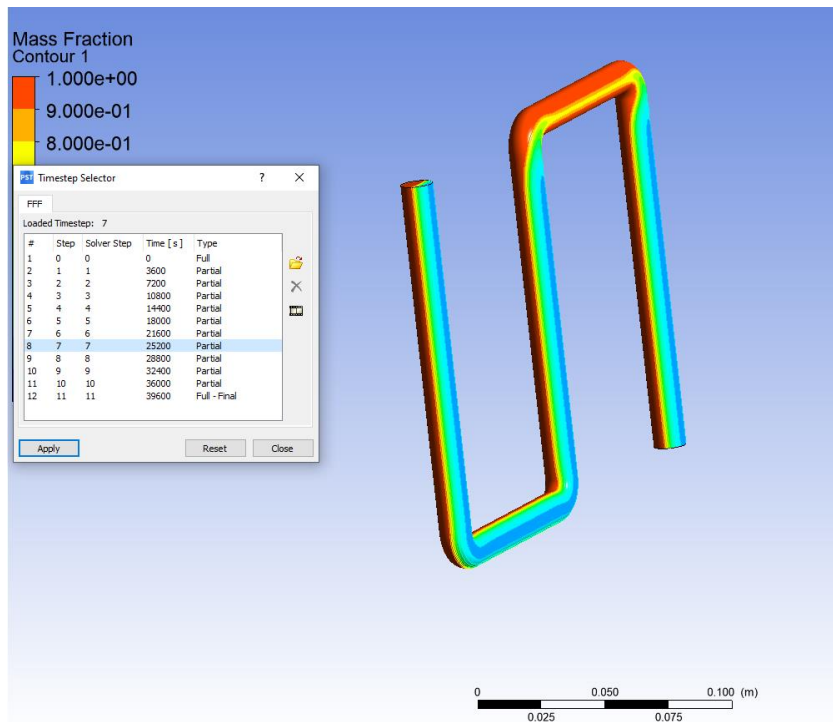 Mass Fraction
Contour 1
1.000e+00
9.000e-01
8.000e-01
PST Timestep Selector ? ×
FFF
Loaded Timestep: 7
# Step Solver Step Time [ s ] Type
1 0 0 0 Full
2 1 1 3600 Partial
3 2 2 7200 Partial
4 3 3 10800 Partial
5 4 4 14400 Partial
6 5 5 18000 Partial
7 6 6 21600 Partial
8 7 7 25200 Partial
9 8 8 28800 Partial
10 9 9 32400 Partial
11 10 10 36000 Partial
12 11 11 39600 Full - Final
Apply Reset Close
0 0.050 0.100 (m)
0.025 0.075